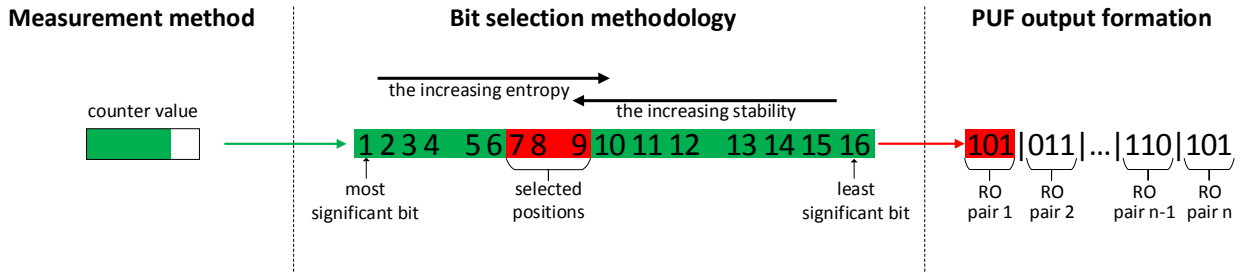 Measurement method
Bit selection methodology
PUF output formation
the increasing entropy
the increasing stability
counter value
1 2 3 4 5 6 7 8 9 10 11 12 13 14 15 16
101|011|...|110|101
most
significant bit
selected
positions
least
significant bit
RO
pair 1
RO
pair 2
RO
pair n-1
RO
pair n